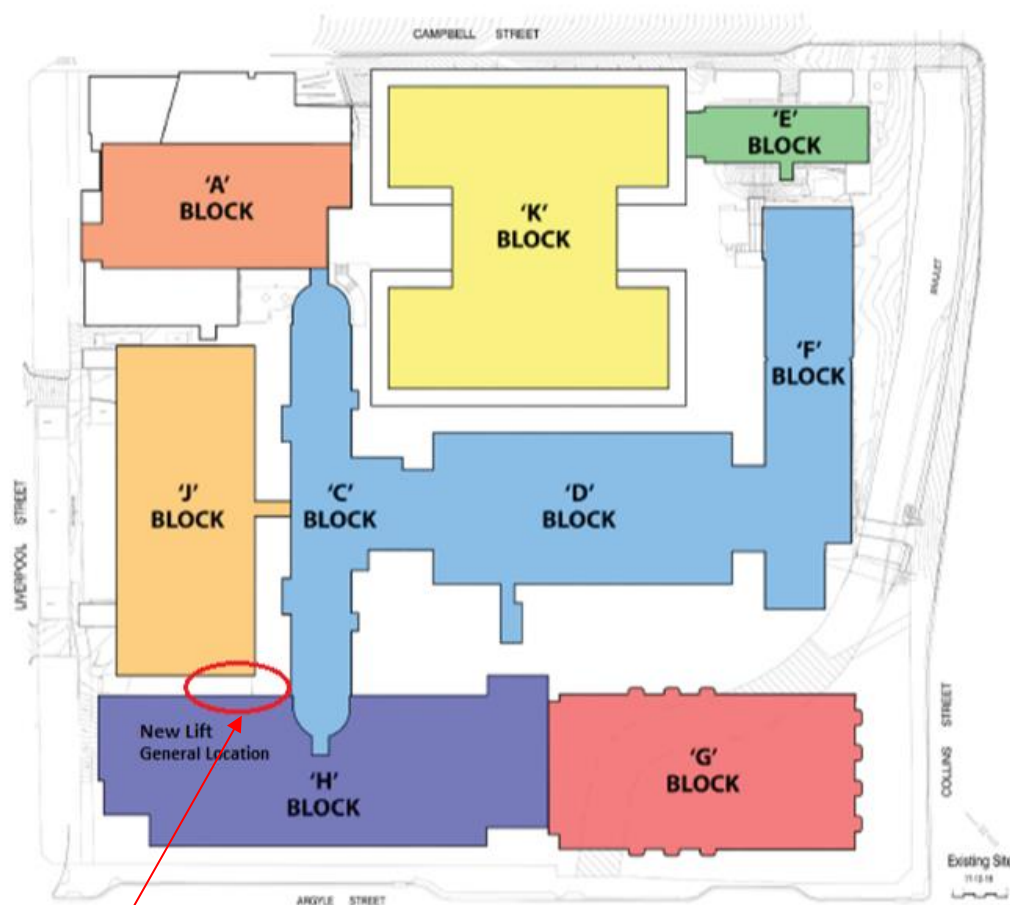 CAMPBELL STREET
'A'
BLOCK
'K'
BLOCK
'E'
BLOCK
'F'
BLOCK
'J'
BLOCK
'C'
BLOCK
'D'
BLOCK
LIVERPOOL STREET
New Lift
General Location
'H'
BLOCK
'G'
BLOCK
COLLINS STREET
Existing Site
ARGYLE STREET